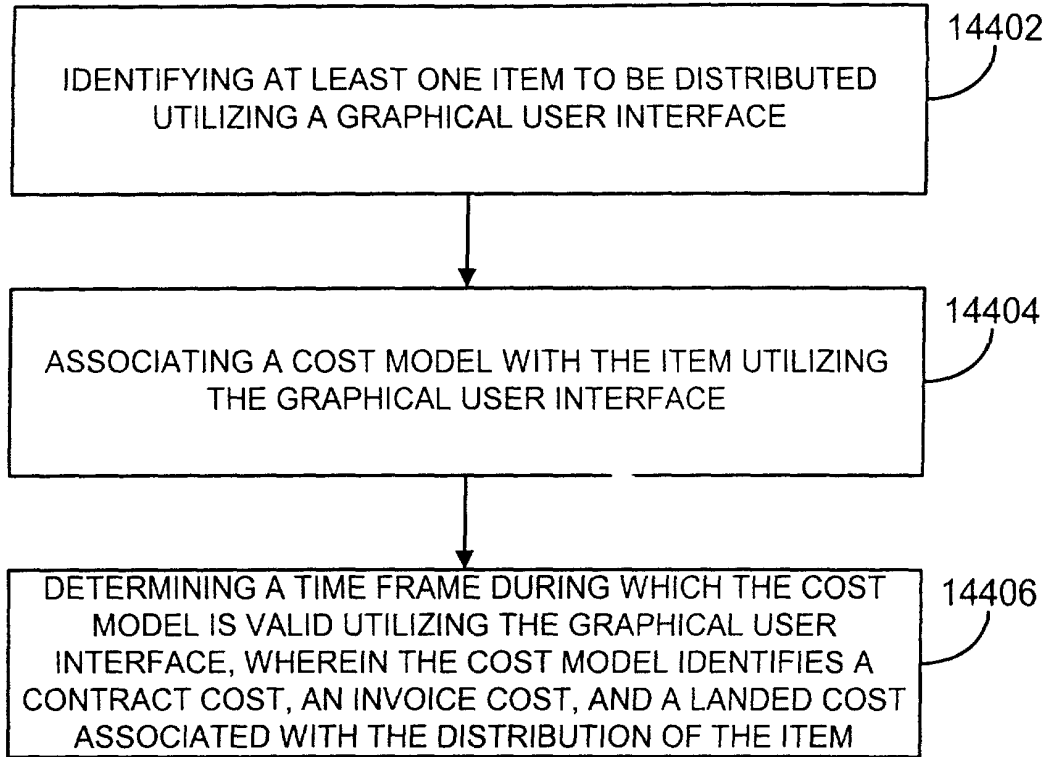 14402
IDENTIFYING AT LEAST ONE ITEM TO BE DISTRIBUTED
UTILIZING A GRAPHICAL USER INTERFACE
14404
ASSOCIATING A COST MODEL WITH THE ITEM UTILIZING
THE GRAPHICAL USER INTERFACE
14406
DETERMINING A TIME FRAME DURING WHICH THE COST
MODEL IS VALID UTILIZING THE GRAPHICAL USER
INTERFACE, WHEREIN THE COST MODEL IDENTIFIES A
CONTRACT COST, AN INVOICE COST, AND A LANDED COST
ASSOCIATED WITH THE DISTRIBUTION OF THE ITEM